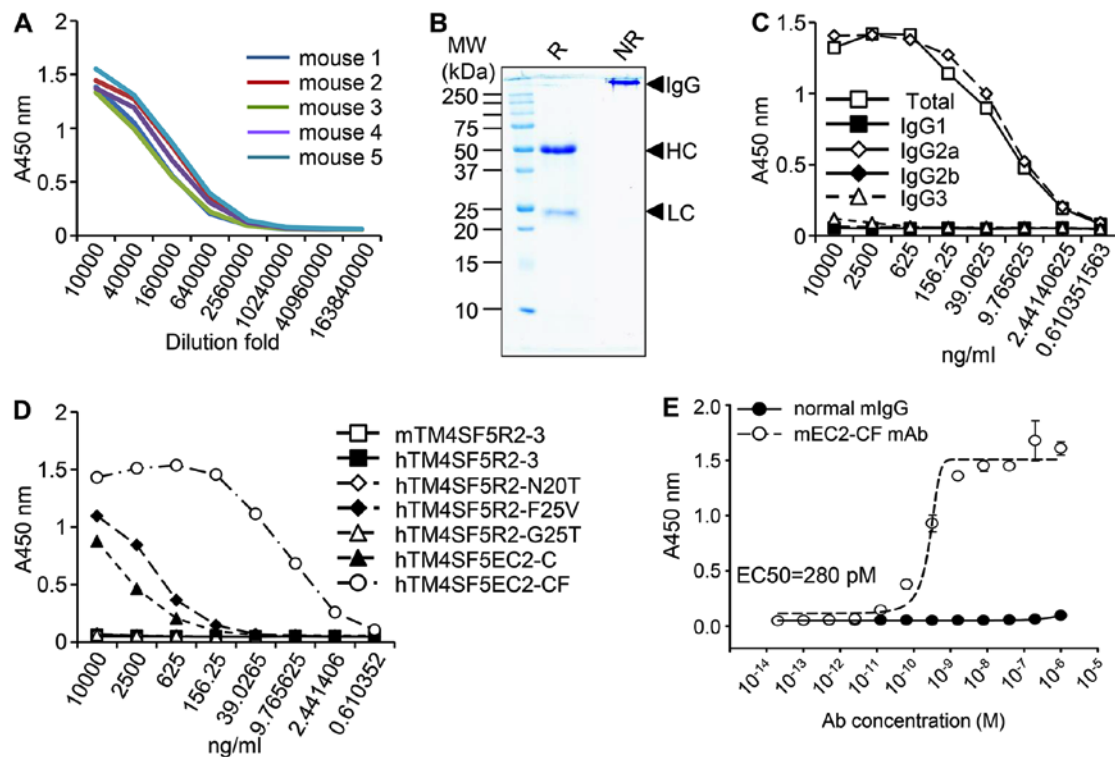 A
2
1.5
1
0.5
0
A450 nm
mouse 1
mouse 2
mouse 3
mouse 4
mouse 5
10000
40000
160000
640000
2560000
10240000
40960000
163840000
Dilution fold
B
MW
(kDa)
R
NR
250
75
50
37
25
20
15
10
IgG
HC
LC
C
1.5
1
0.5
0
A450 nm
Total
IgG1
IgG2a
IgG2b
IgG3
10000
2500
625
156.25
39.0625
9.765625
2.44140625
0.610351563
ng/ml
D
2
1.5
1
0.5
0
A450 nm
mTM4SF5R2-3
hTM4SF5R2-3
hTM4SF5R2-N20T
hTM4SF5R2-F25V
hTM4SF5R2-G25T
hTM4SF5EC2-C
hTM4SF5EC2-CF
10000
2500
625
156.25
39.0265
9.765625
2.441406
0.610352
ng/ml
E
normal mIgG
mEC2-CF mAb
2.0
1.5
1.0
0.5
0.0
A450 nm
EC50=280 pM
10-14
10-13
10-12
10-11
10-10
10-9
10-8
10-7
10-6
10-5
Ab concentration (M)